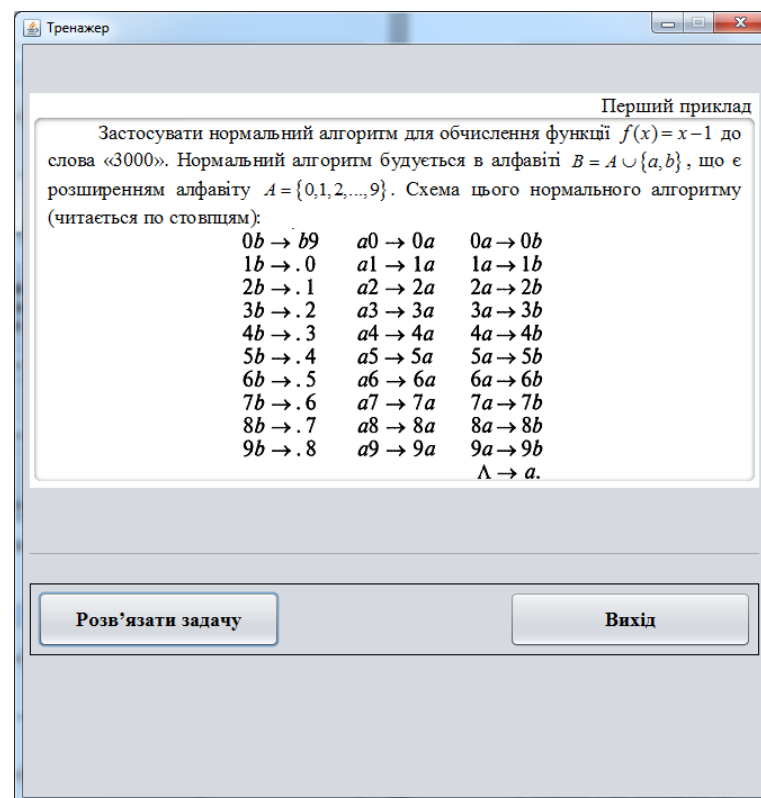 Тренажер
Перший приклад
Застосувати нормальний алгоритм для обчислення функції f(x)=x−1 до
слова «3000». Нормальний алгоритм будується в алфавіті B = A ∪ {a,b}, що є
розширенням алфавіту A = {0,1,2,...,9}. Схема цього нормального алгоритму
(читається по стовпцям):
0b → b9 a0 → 0a 0a → 0b
1b → . 0 a1 → 1a 1a → 1b
2b → . 1 a2 → 2a 2a → 2b
3b → . 2 a3 → 3a 3a → 3b
4b → . 3 a4 → 4a 4a → 4b
5b → . 4 a5 → 5a 5a → 5b
6b → . 5 a6 → 6a 6a → 6b
7b → . 6 a7 → 7a 7a → 7b
8b → . 7 a8 → 8a 8a → 8b
9b → . 8 a9 → 9a 9a → 9b
Λ → a.
Розв’язати задачу Вихід